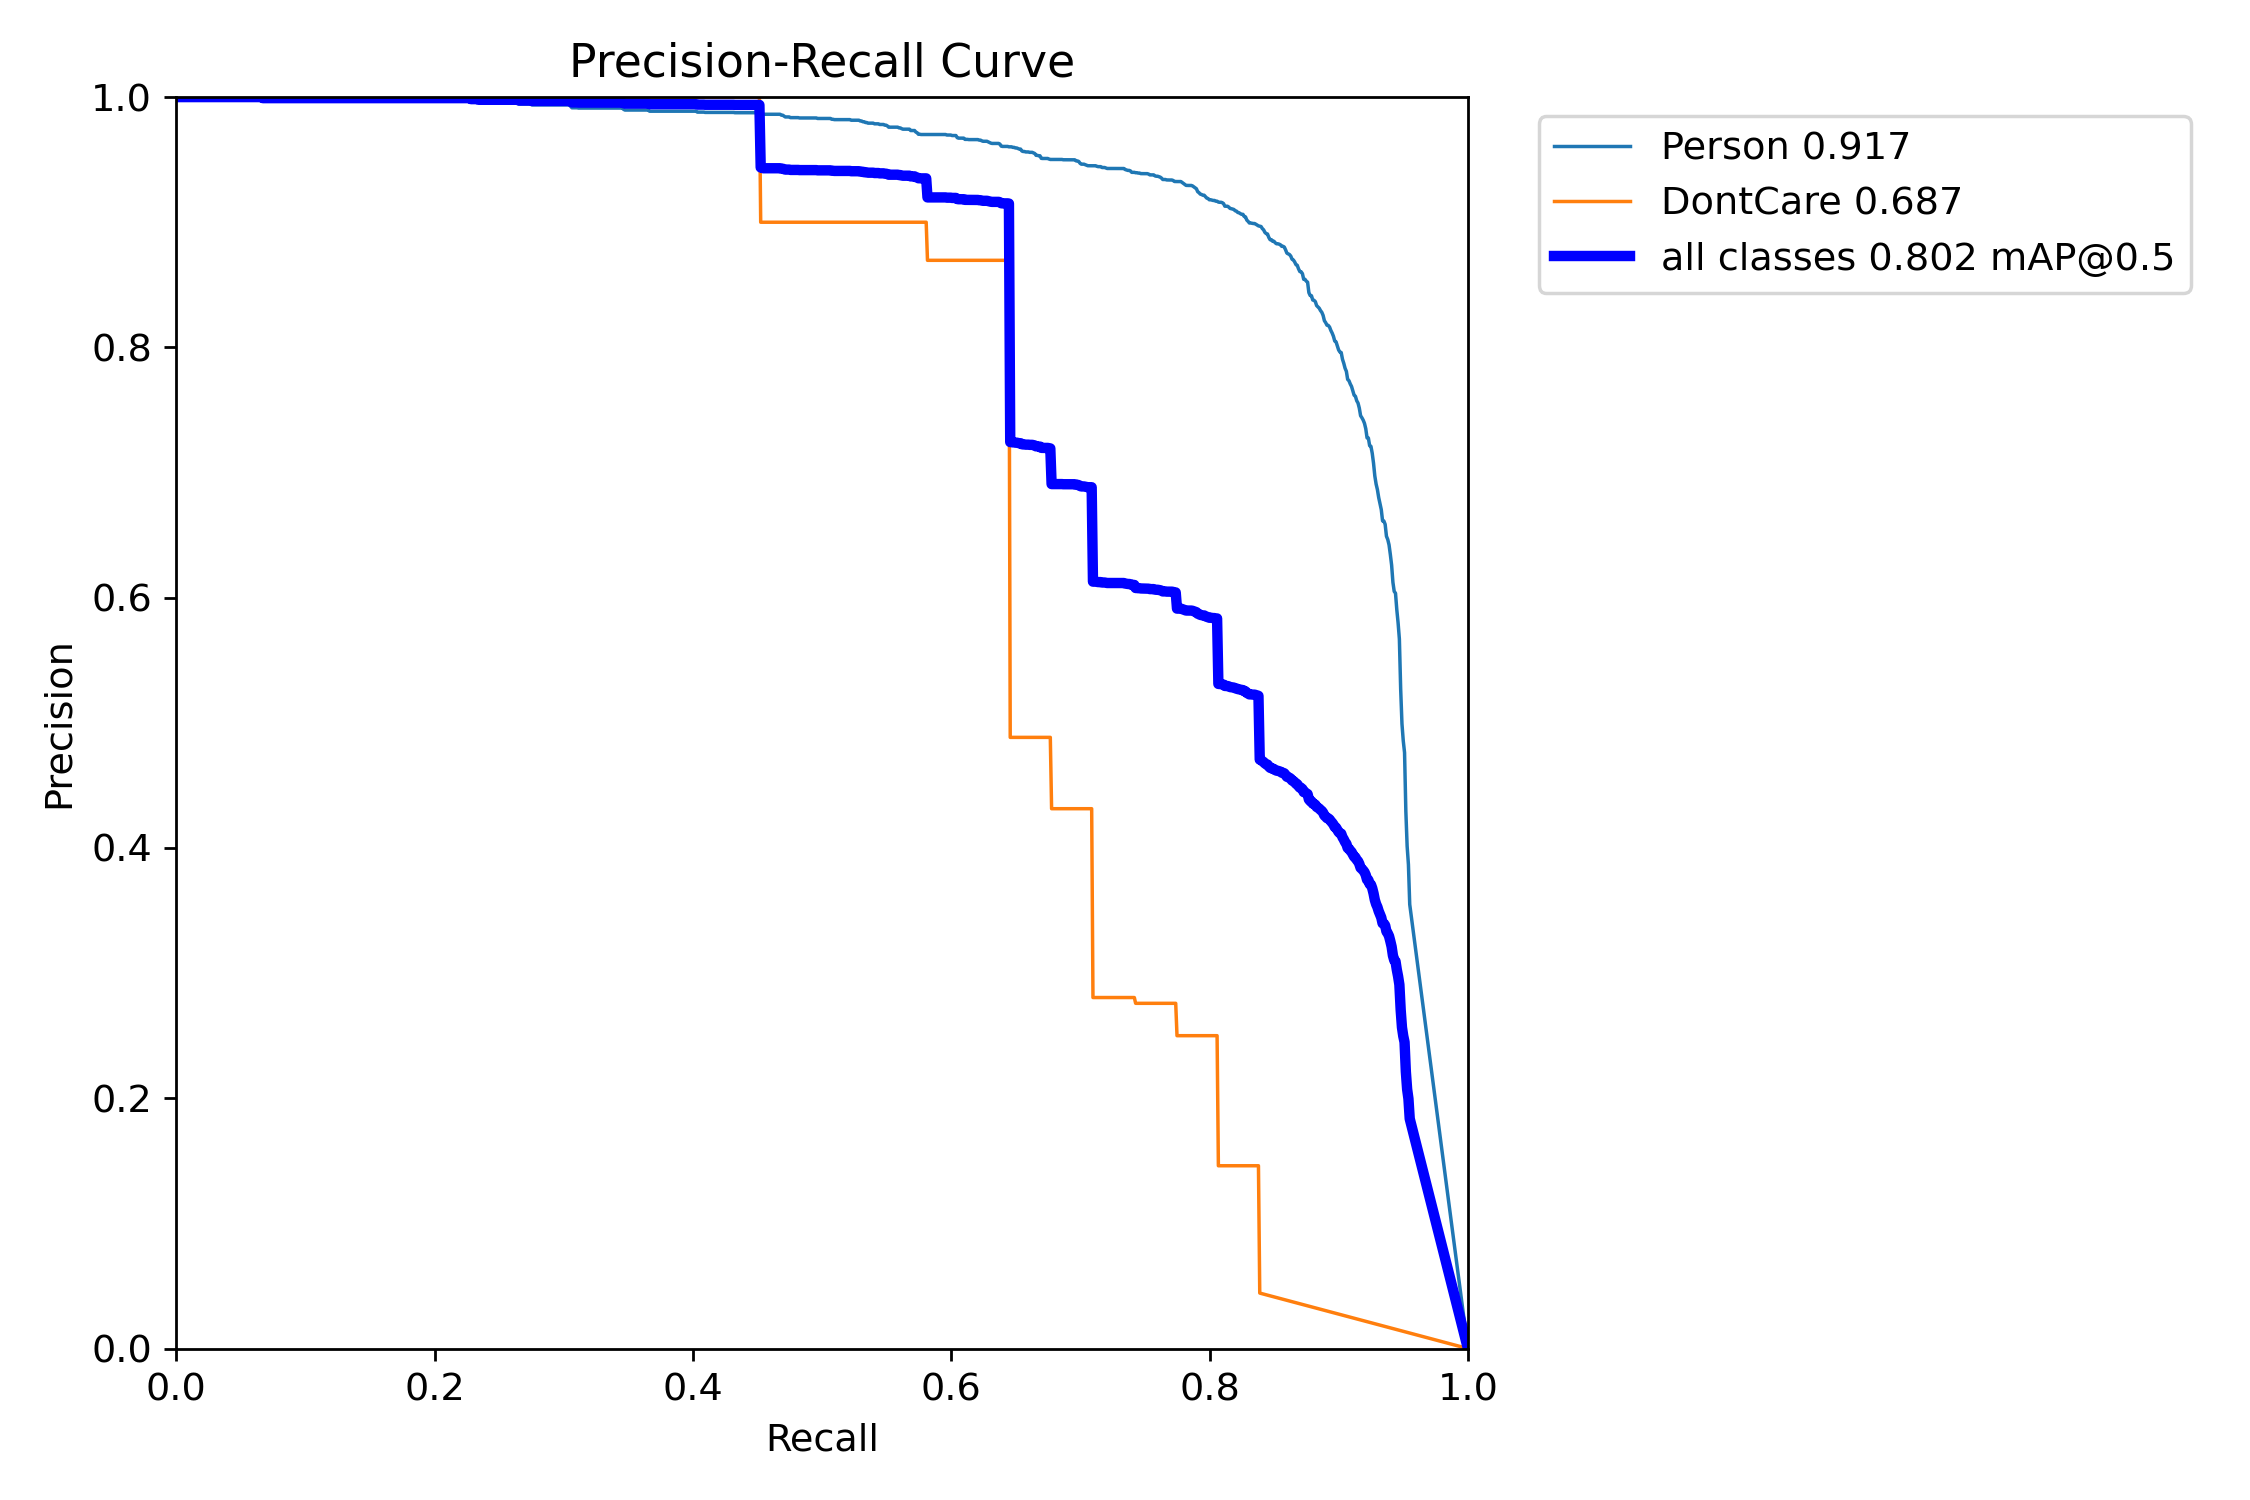 Precision-Recall Curve
1.0
0.8
0.6
0.4
0.2
0.0
Precision
0.0 0.2 0.4 0.6 0.8 1.0
Recall
Person 0.917
DontCare 0.687
all classes 0.802 mAP@0.5